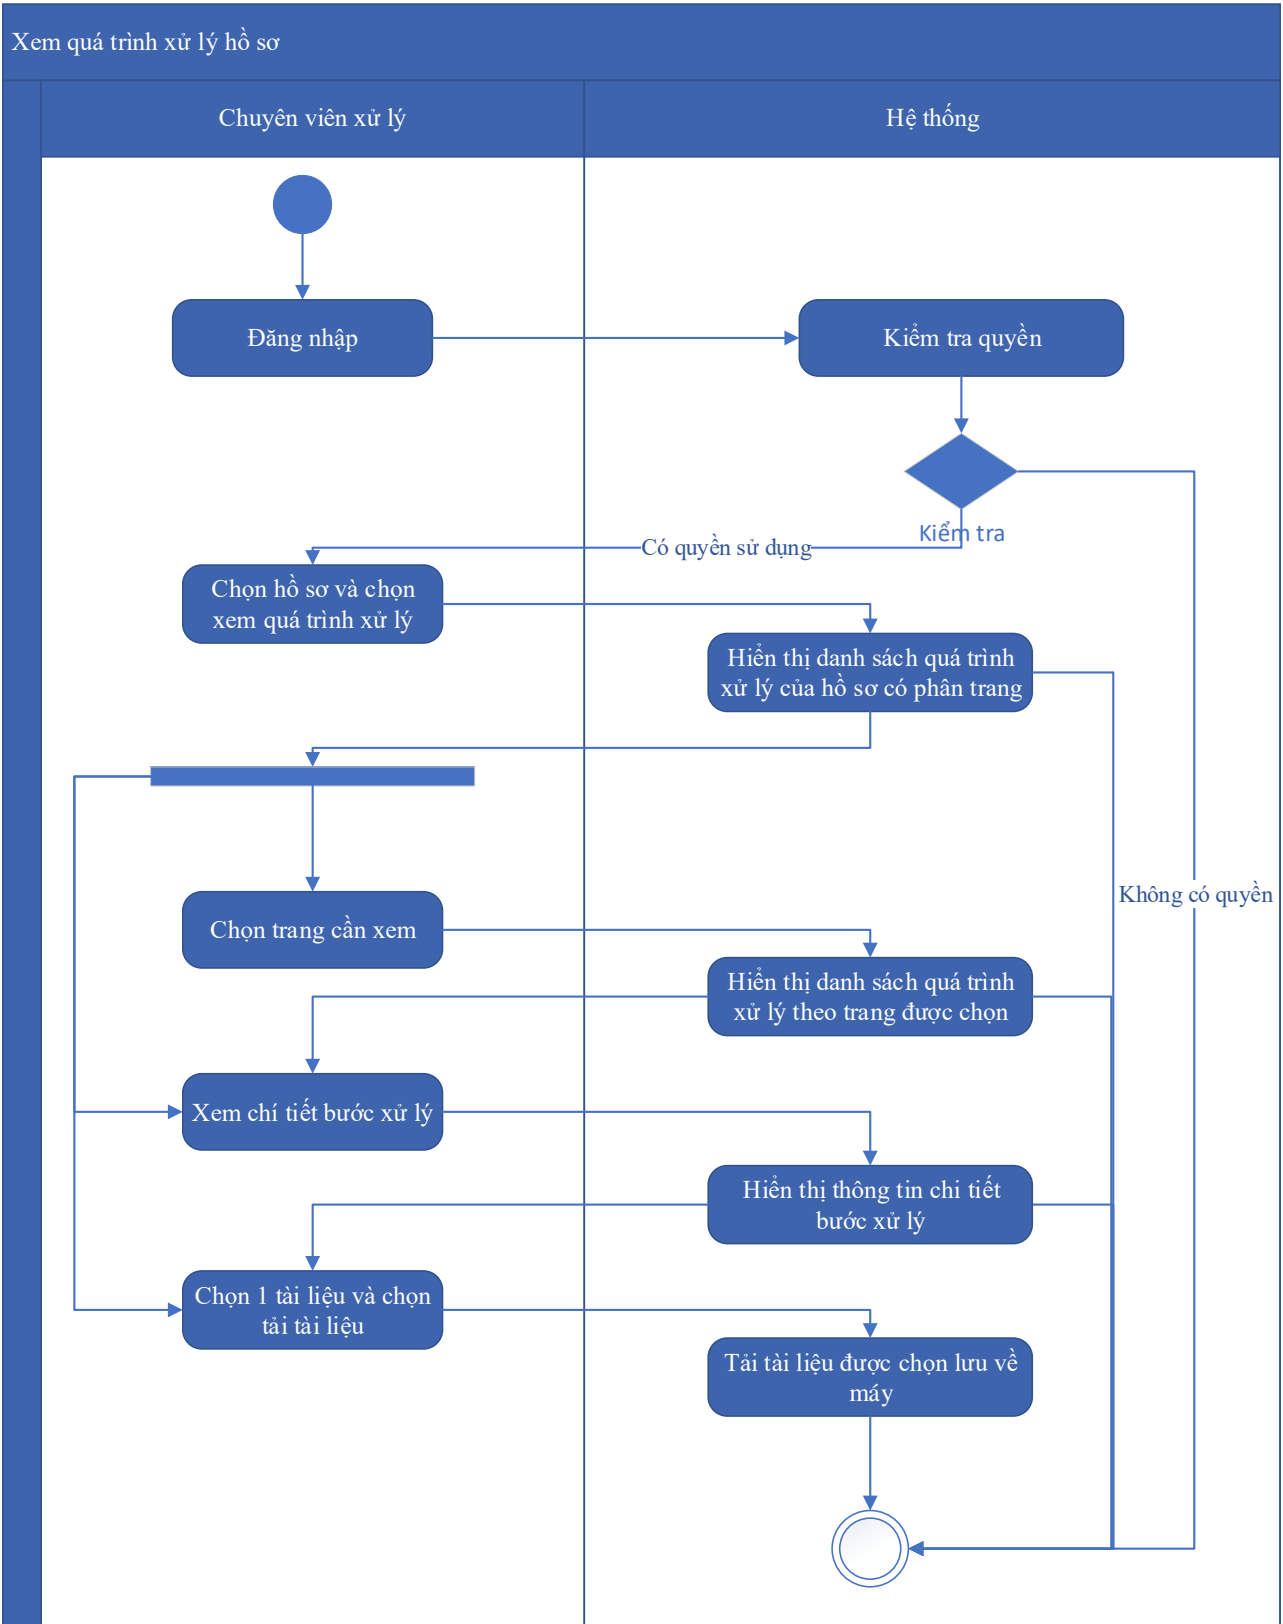 Xem quá trình xử lý hồ sơ
Chuyên viên xử lý
Hệ thống
Đăng nhập
Kiểm tra quyền
Kiểm tra
Có quyền sử dụng
Chọn hồ sơ và chọn
xem quá trình xử lý
Hiển thị danh sách quá trình
xử lý của hồ sơ có phân trang
Không có quyền
Chọn trang cần xem
Hiển thị danh sách quá trình
xử lý theo trang được chọn
Xem chí tiết bước xử lý
Hiển thị thông tin chi tiết
bước xử lý
Chọn 1 tài liệu và chọn
tải tài liệu
Tải tài liệu được chọn lưu về
máy